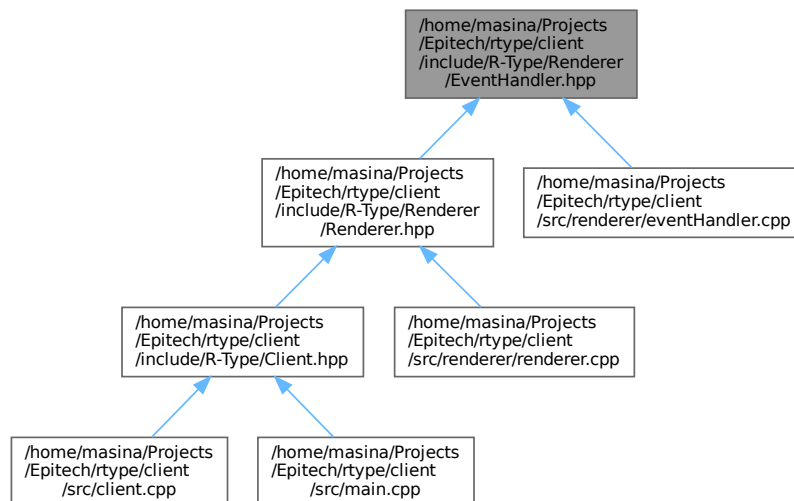 /home/masina/Projects
/Epitech/rtype/client
/include/R-Type/Renderer
/EventHandler.hpp
/home/masina/Projects
/Epitech/rtype/client
/include/R-Type/Renderer
/Renderer.hpp
/home/masina/Projects
/Epitech/rtype/client
/src/renderer/eventHandler.cpp
/home/masina/Projects
/Epitech/rtype/client
/include/R-Type/Client.hpp
/home/masina/Projects
/Epitech/rtype/client
/src/renderer/renderer.cpp
/home/masina/Projects
/Epitech/rtype/client
/src/client.cpp
/home/masina/Projects
/Epitech/rtype/client
/src/main.cpp